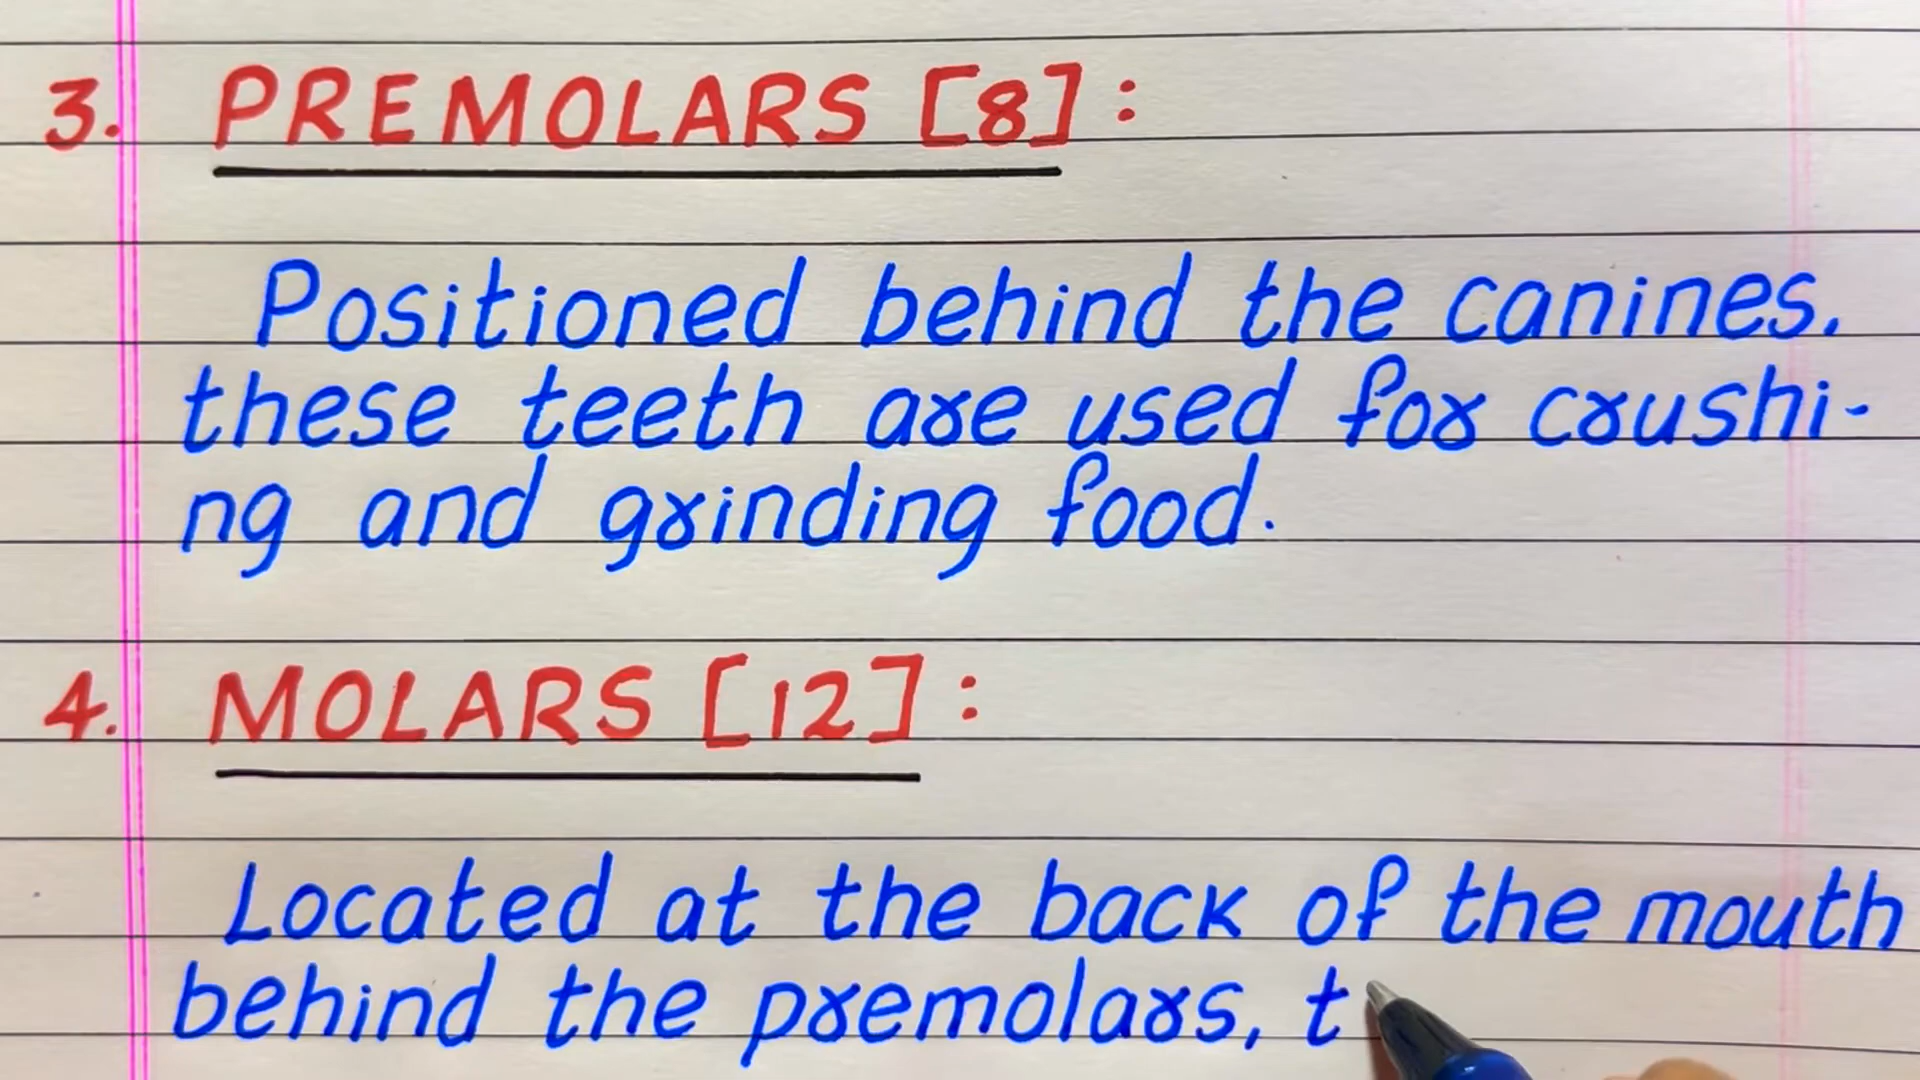 3. PREMOLARS [8]:
Positioned behind the canines.
these teeth are used for crushi-
ng and grinding food.
4. MOLARS [12]:
Located at the back of the mouth
behind the premolars, t